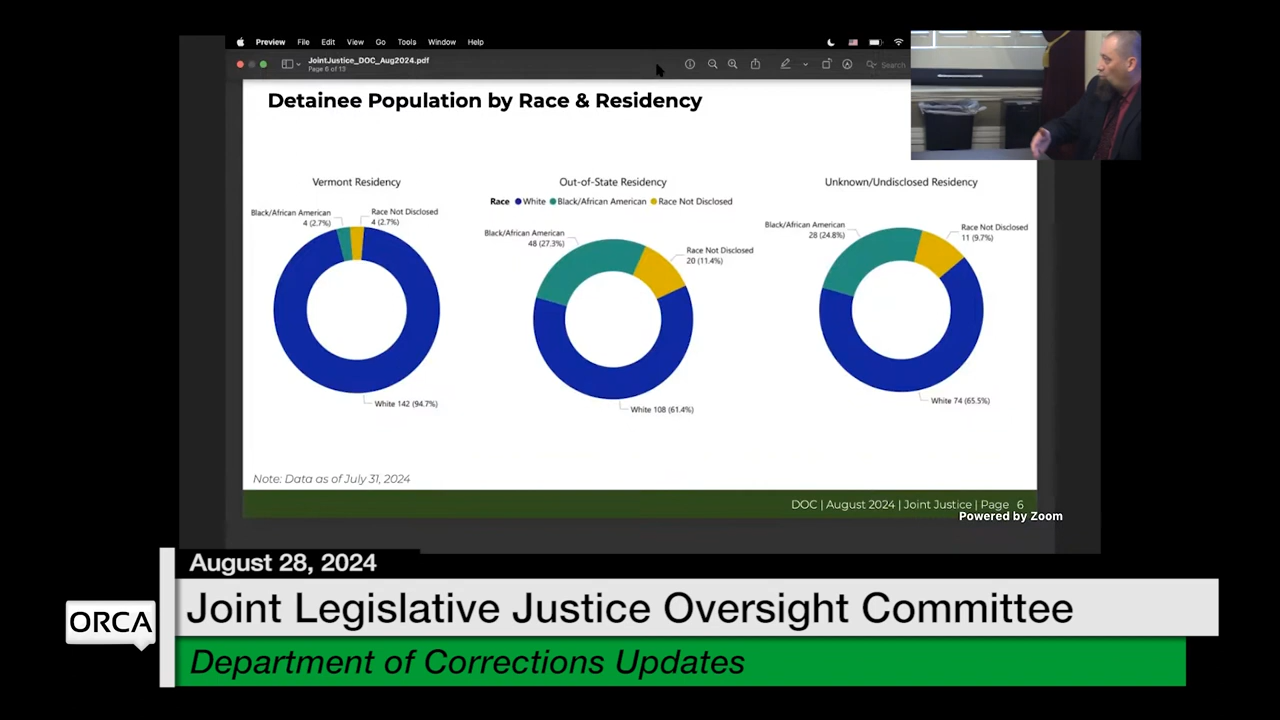 Preview File Edit View Go Tools Window Help
JointJustice_DOC_Aug2024.pdf
Page 6 of 13
Search
Detainee Population by Race & Residency
Vermont Residency
Black/African American
4 (2.7%)
Race Not Disclosed
4 (2.7%)
White 142 (94.7%)
Out-of-State Residency
Race White Black/African American Race Not Disclosed
Black/African American
48 (27.3%)
Race Not Disclosed
20 (11.4%)
White 108 (61.4%)
Unknown/Undisclosed Residency
Black/African American
28 (24.8%)
Race Not Disclosed
11 (9.7%)
White 74 (65.5%)
Note: Data as of July 31, 2024
DOC | August 2024 | Joint Justice | Page 6
Powered by Zoom
August 28, 2024
ORCA
Joint Legislative Justice Oversight Committee
Department of Corrections Updates